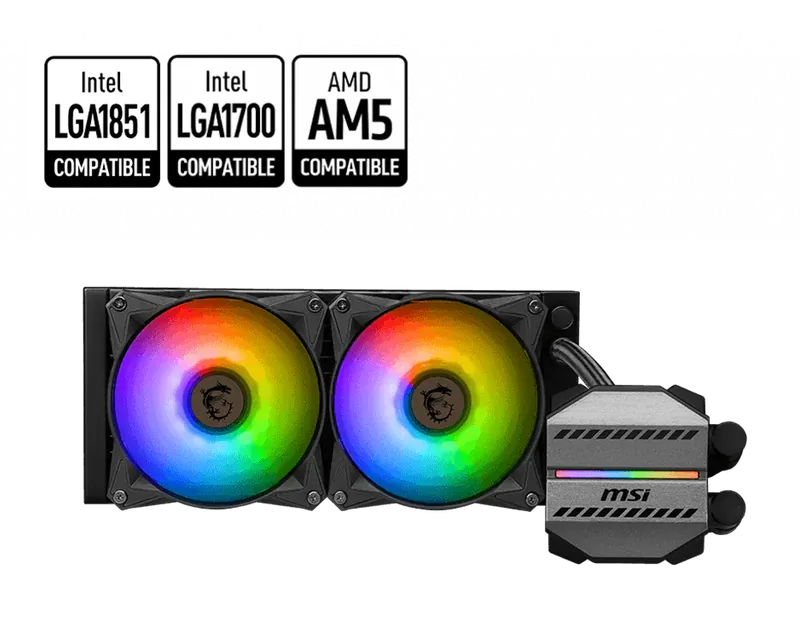 Intel
LGA1851
COMPATIBLE
Intel
LGA1700
COMPATIBLE
AMD
AM5
COMPATIBLE
msi